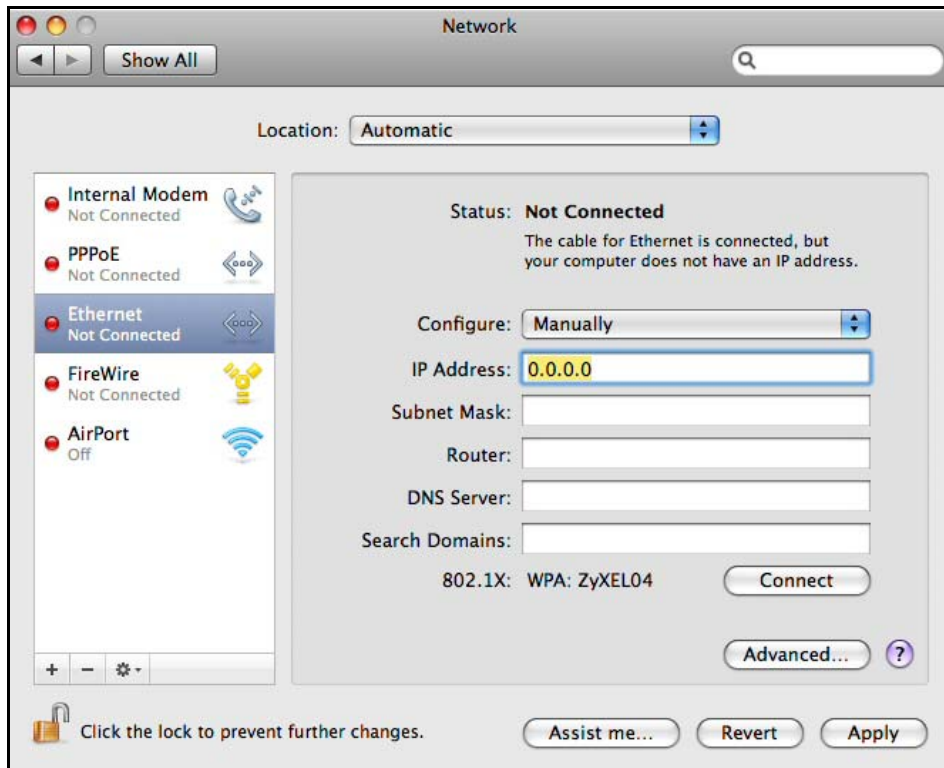 Network
Show All
Location: Automatic
Internal Modem
Not Connected
PPPoE
Not Connected
Ethernet
Not Connected
FireWire
Not Connected
AirPort
Off
Status: Not Connected
The cable for Ethernet is connected, but
your computer does not have an IP address.
Configure: Manually
IP Address: 0.0.0.0
Subnet Mask:
Router:
DNS Server:
Search Domains:
802.1X: WPA: ZyXEL04 Connect
Advanced... ?
Click the lock to prevent further changes. Assist me... Revert Apply